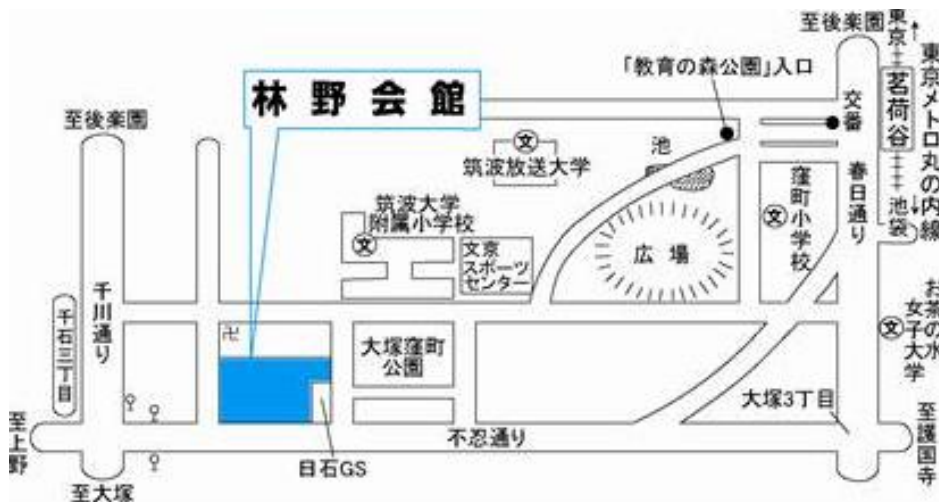 至後楽園
東京
東京メトロ丸の内線
茗荷谷
池袋
「教育の森公園」入口
交番
春日通り
林野会館
至後楽園
池
筑波放送大学
文
筑波大学
附属小学校
文
窪町小学校
文
広場
文京
スポーツ
センター
千川通り
千石三丁目
卍
大塚窪町
公園
お茶の水
女子大学
文
大塚3丁目
至上野
不忍通り
至護国寺
日石GS
至大塚